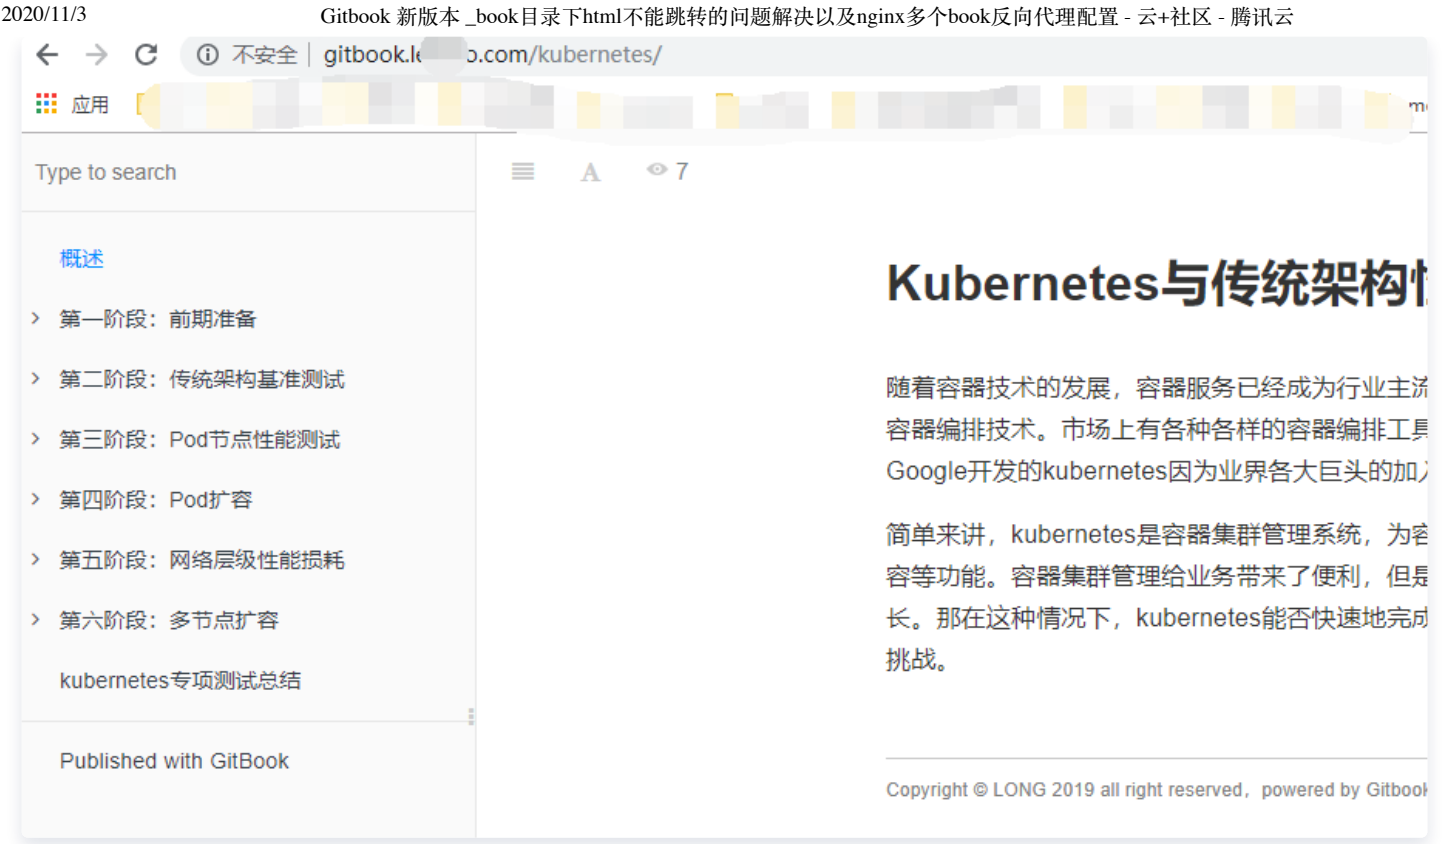 2020/11/3 Gitbook 新版本 _book目录下html不能跳转的问题解决以及nginx多个book反向代理配置 - 云+社区 - 腾讯云
不安全 gitbook.le o.com/kubernetes/
应用
Type to search
7
概述
第一阶段：前期准备
第二阶段：传统架构基准测试
第三阶段：Pod节点性能测试
第四阶段：Pod扩容
第五阶段：网络层级性能损耗
第六阶段：多节点扩容
kubernetes专项测试总结
Published with GitBook
Kubernetes与传统架构性
随着容器技术的发展，容器服务已经成为行业主流
容器编排技术。市场上有各种各样的容器编排工具
Google开发的kubernetes因为业界各大巨头的加入
简单来讲，kubernetes是容器集群管理系统，为容
容等功能。容器集群管理给业务带来了便利，但是
长。那在这种情况下，kubernetes能否快速地完成
挑战。
Copyright © LONG 2019 all right reserved，powered by Gitbook